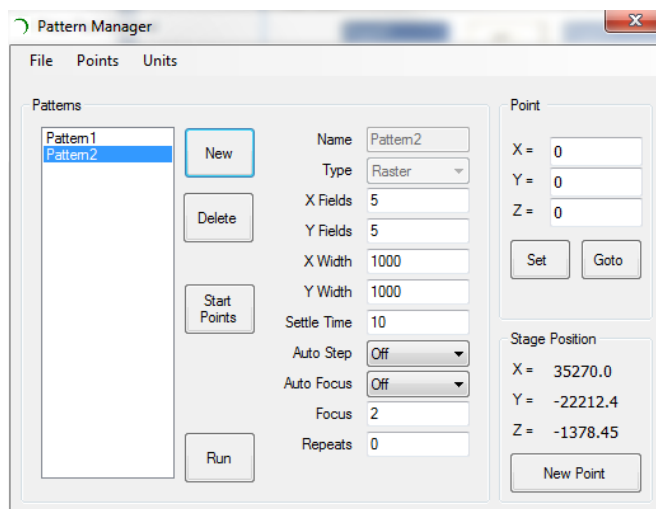 Pattern Manager
File Points Units
Patterns
Pattern1
Pattern2
New
Delete
Start
Points
Run
Name Pattern2
Type Raster
X Fields 5
Y Fields 5
X Width 1000
Y Width 1000
Settle Time 10
Auto Step Off
Auto Focus Off
Focus 2
Repeats 0
Point
X = 0
Y = 0
Z = 0
Set Goto
Stage Position
X = 35270.0
Y = -22212.4
Z = -1378.45
New Point